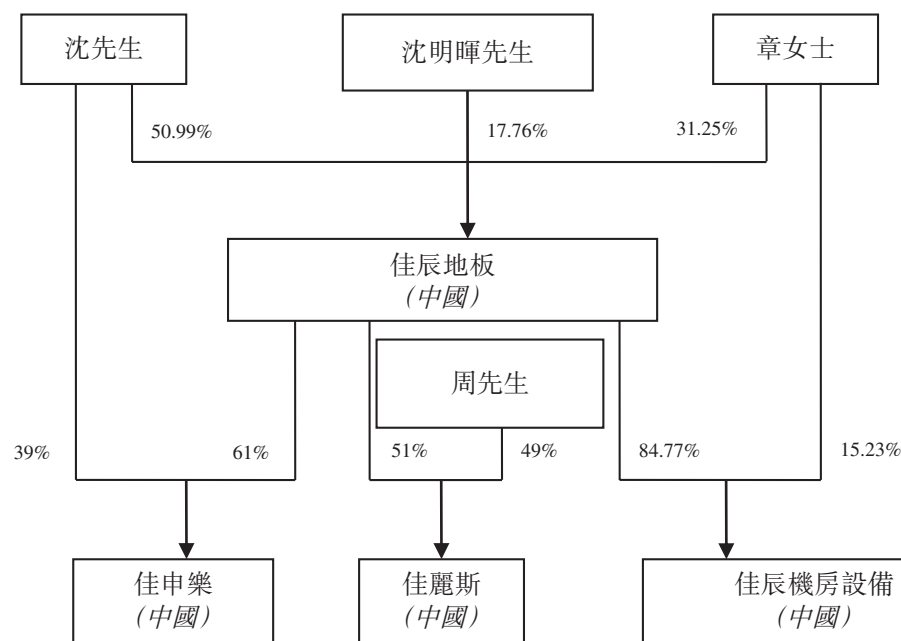 沈先生
沈明暉先生
章女士
50.99%
17.76%
31.25%
佳辰地板
（中國）
周先生
39%
61%
51%
49%
84.77%
15.23%
佳申樂
（中國）
佳麗斯
（中國）
佳辰機房設備
（中國）